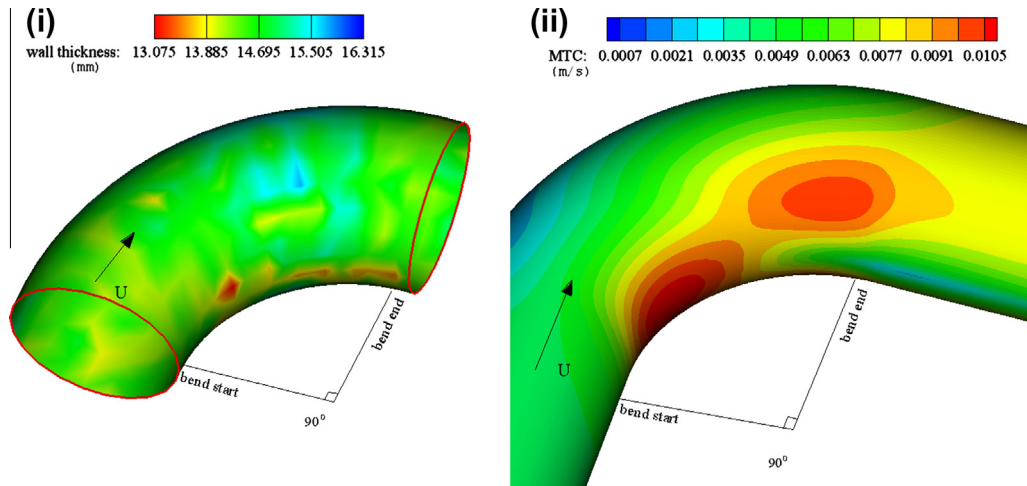 (i)
wall thickness: 13.075 13.885 14.695 15.505 16.315
(mm)
U
bend start
bend end
90°
(ii)
MTC: 0.0007 0.0021 0.0035 0.0049 0.0063 0.0077 0.0091 0.0105
(m/s)
U
bend start
bend end
90°